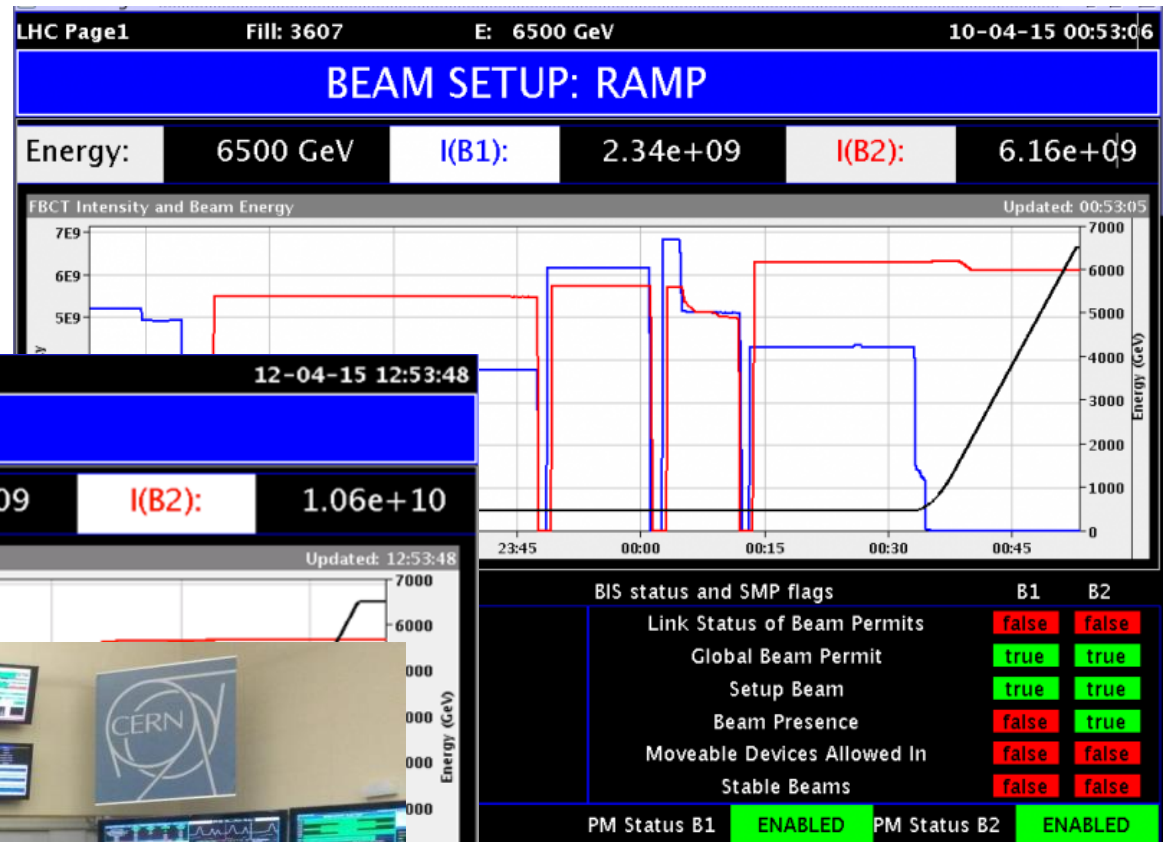 LHC Page1 Fill: 3607 E: 6500 GeV 10-04-15 00:53:06
BEAM SETUP: RAMP
Energy: 6500 GeV I(B1): 2.34e+09 I(B2): 6.16e+09
FBCT Intensity and Beam Energy Updated: 00:53:05
7E9 7000
6E9 6000
5E9 5000
4000
3000
2000
1000
0
Energy (GeV)
23:45 00:00 00:15 00:30 00:45
BIS status and SMP flags B1 B2
Link Status of Beam Permits false false
Global Beam Permit true true
Setup Beam true true
Beam Presence false true
Moveable Devices Allowed In false false
Stable Beams false false
PM Status B1 ENABLED PM Status B2 ENABLED
12-04-15 12:53:48
09 I(B2): 1.06e+10
Updated: 12:53:48
7000
6000
000
000
000
000
Energy (GeV)
CERN